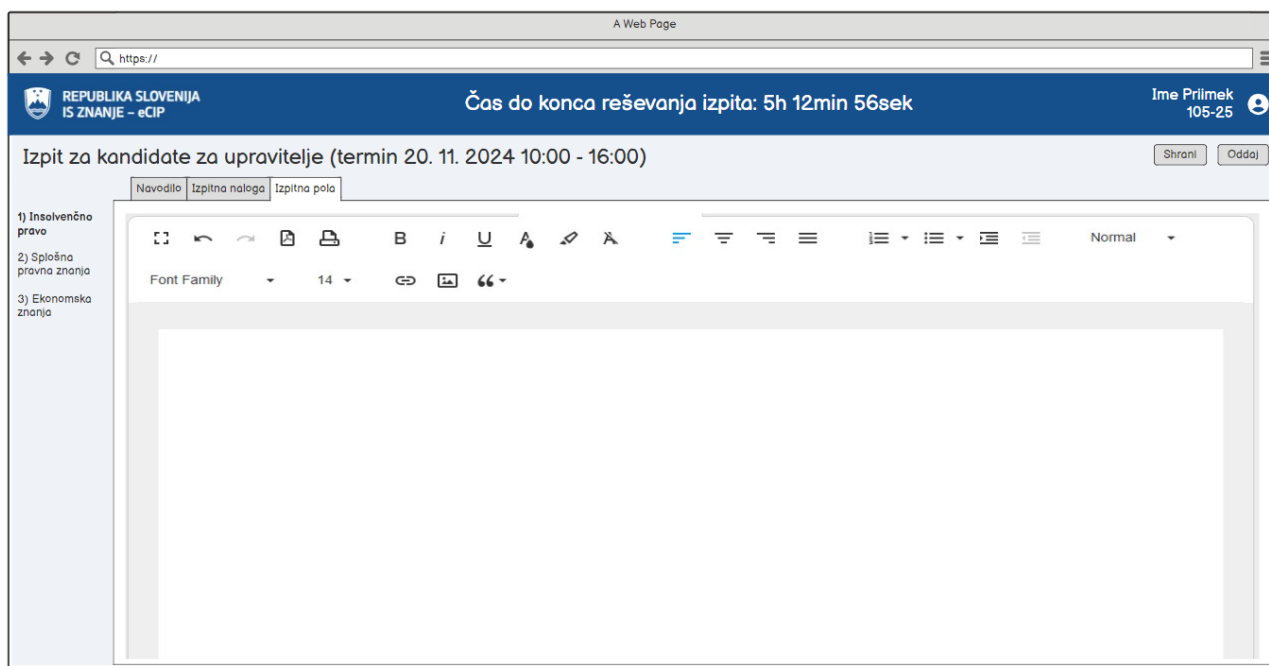 A Web Page
https://
REPUBLIKA SLOVENIJA
IS ZNANJE – eCIP
Čas do konca reševanja izpita: 5h 12min 56sek
Ime Priimek
105-25
Izpit za kandidate za upravitelje (termin 20. 11. 2024 10:00 - 16:00)
Shrani
Oddaj
Navodilo
Izpitna naloga
Izpitna pola
1) Insolvenčno
pravo
2) Splošna
pravna znanja
3) Ekonomska
znanja
B i U A A
Normal
Font Family
14